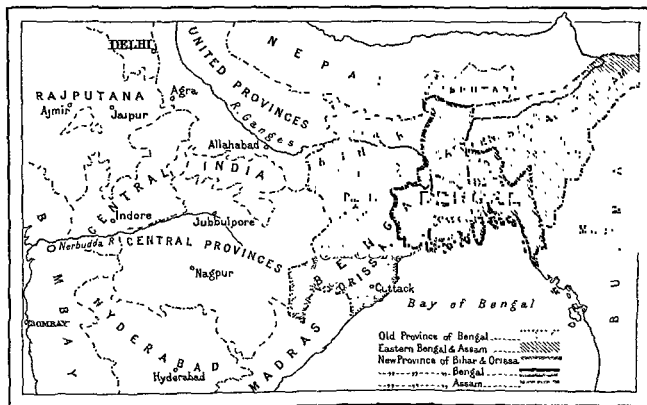 DELHI
NEPAL
UNITED PROVINCES
RAJPUTANA
Agra
Ajmir
Jaipur
R. Ganges
Allahabad
CENTRAL INDIA
Indore
Jubbulpore
Nerbudda R.
CENTRAL PROVINCES
Nagpur
ORISSA
Cuttack
Bay of Bengal
BURMA
BOMBAY
BOMBAY
HYDERABAD
Hyderabad
MADRAS
Old Province of Bengal
Eastern Bengal & Assam
New Province of Bihar & Orissa
„ „ „ Bengal
„ „ „ Assam